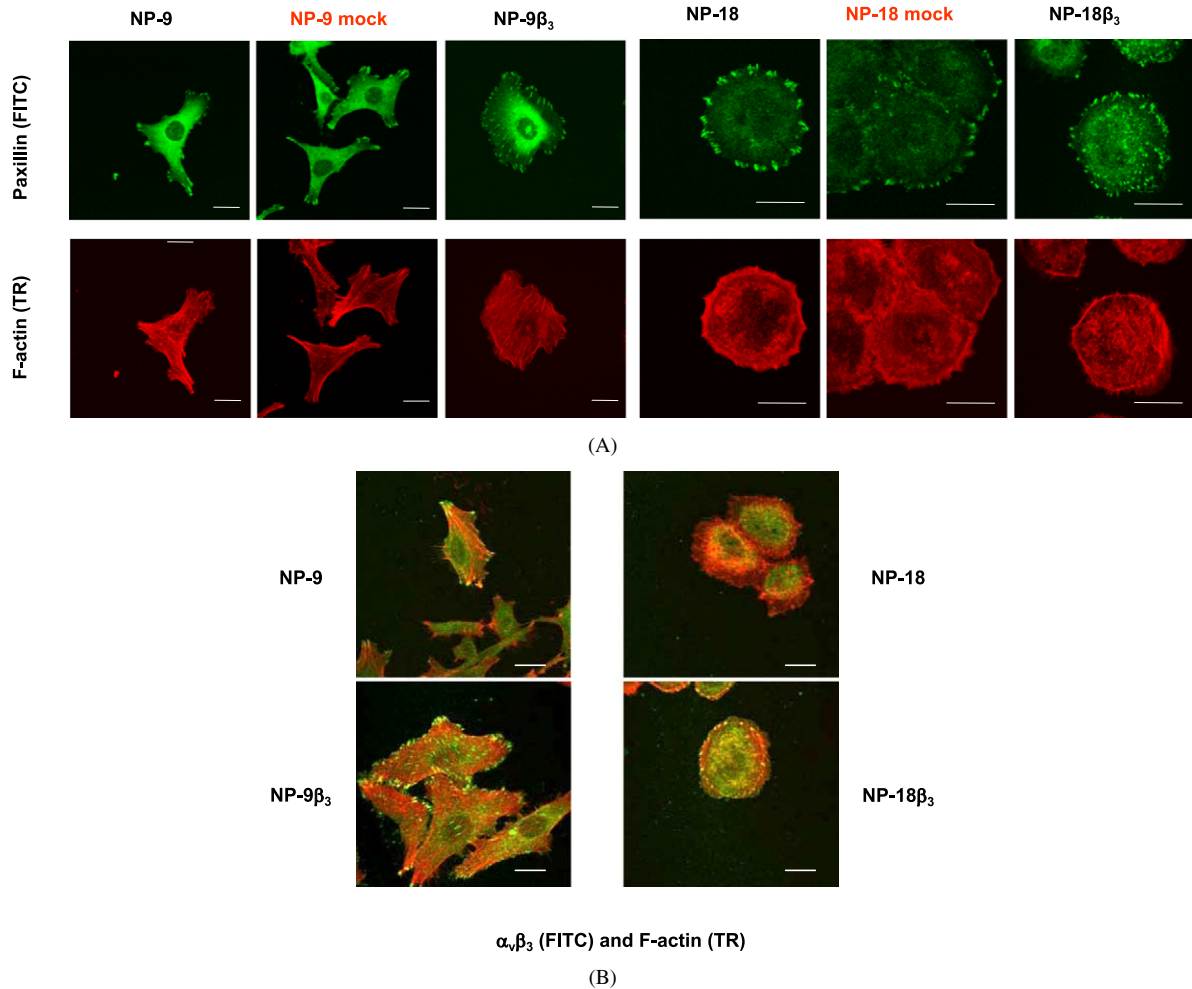 NP-9 NP-9 mock NP-9β₃ NP-18 NP-18 mock NP-18β₃
Paxillin (FITC)
F-actin (TR)
(A)
NP-9 NP-18
NP-9β₃ NP-18β₃
αᵥβ₃ (FITC) and F-actin (TR)
(B)